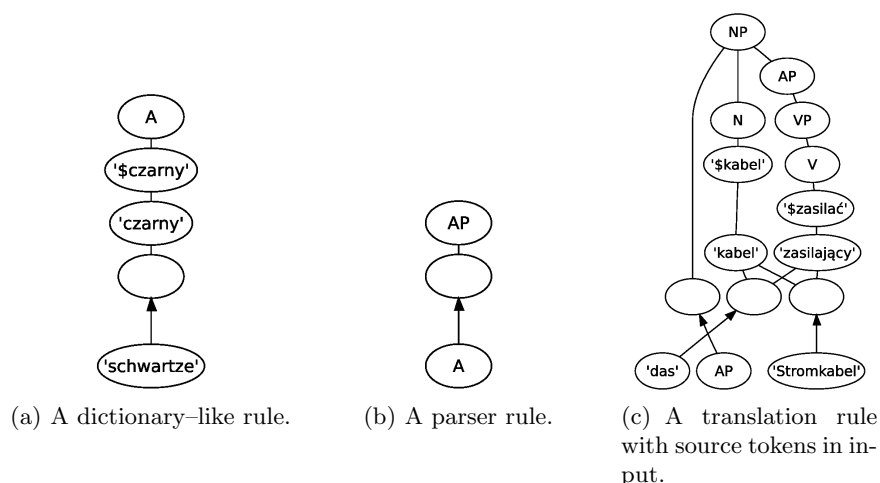 NP
AP
A
N
VP
'$czarny'
'$kabel'
V
'czarny'
AP
'$zasilać'
'kabel'
'zasilający'
'schwartze'
A
'das'
AP
'Stromkabel'
(a) A dictionary–like rule.
(b) A parser rule.
(c) A translation rule
with source tokens in in-
put.